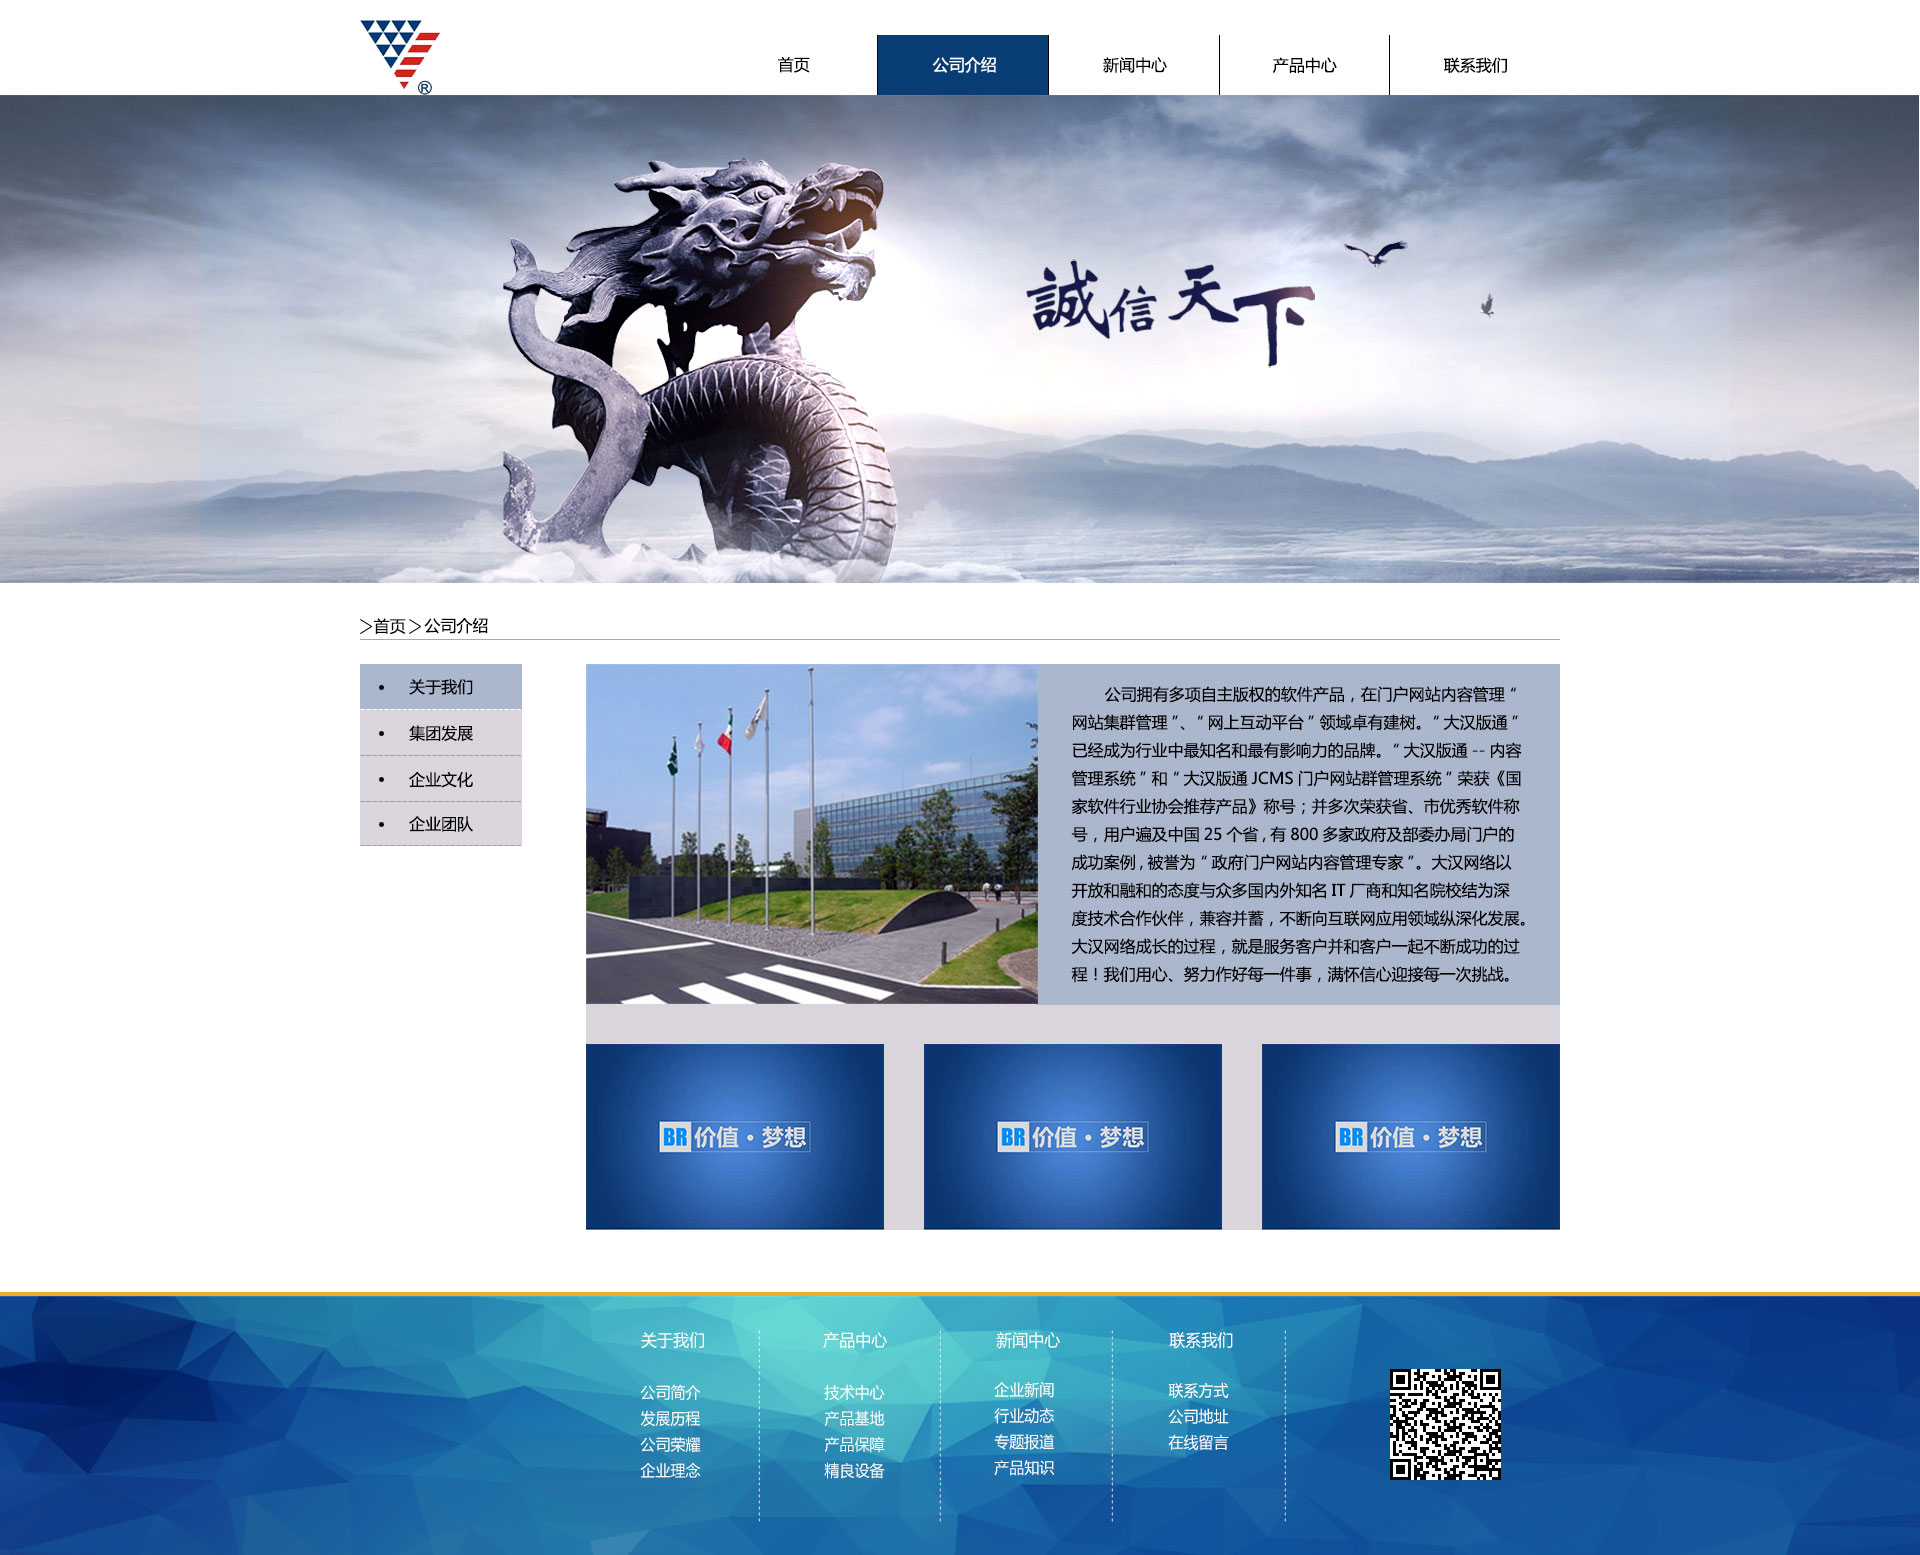 ®
首页 公司介绍 新闻中心 产品中心 联系我们
誠信天下
>首页>公司介绍
• 关于我们
• 集团发展
• 企业文化
• 企业团队
公司拥有多项自主版权的软件产品，在门户网站内容管理“
网站集群管理”、“网上互动平台”领域卓有建树。“大汉版通”
已经成为行业中最知名和最有影响力的品牌。“大汉版通 -- 内容
管理系统”和“大汉版通 JCMS 门户网站群管理系统”荣获《国
家软件行业协会推荐产品》称号；并多次荣获省、市优秀软件称
号，用户遍及中国 25 个省，有 800 多家政府及部委办局门户的
成功案例，被誉为“政府门户网站内容管理专家”。大汉网络以
开放和融和的态度与众多国内外知名 IT 厂商和知名院校结为深
度技术合作伙伴，兼容并蓄，不断向互联网应用领域纵深化发展。
大汉网络成长的过程，就是服务客户并和客户一起不断成功的过
程！我们用心、努力作好每一件事，满怀信心迎接每一次挑战。
BR 价值·梦想
BR 价值·梦想
BR 价值·梦想
关于我们
公司简介
发展历程
公司荣耀
企业理念
产品中心
技术中心
产品基地
产品保障
精良设备
新闻中心
企业新闻
行业动态
专题报道
产品知识
联系我们
联系方式
公司地址
在线留言